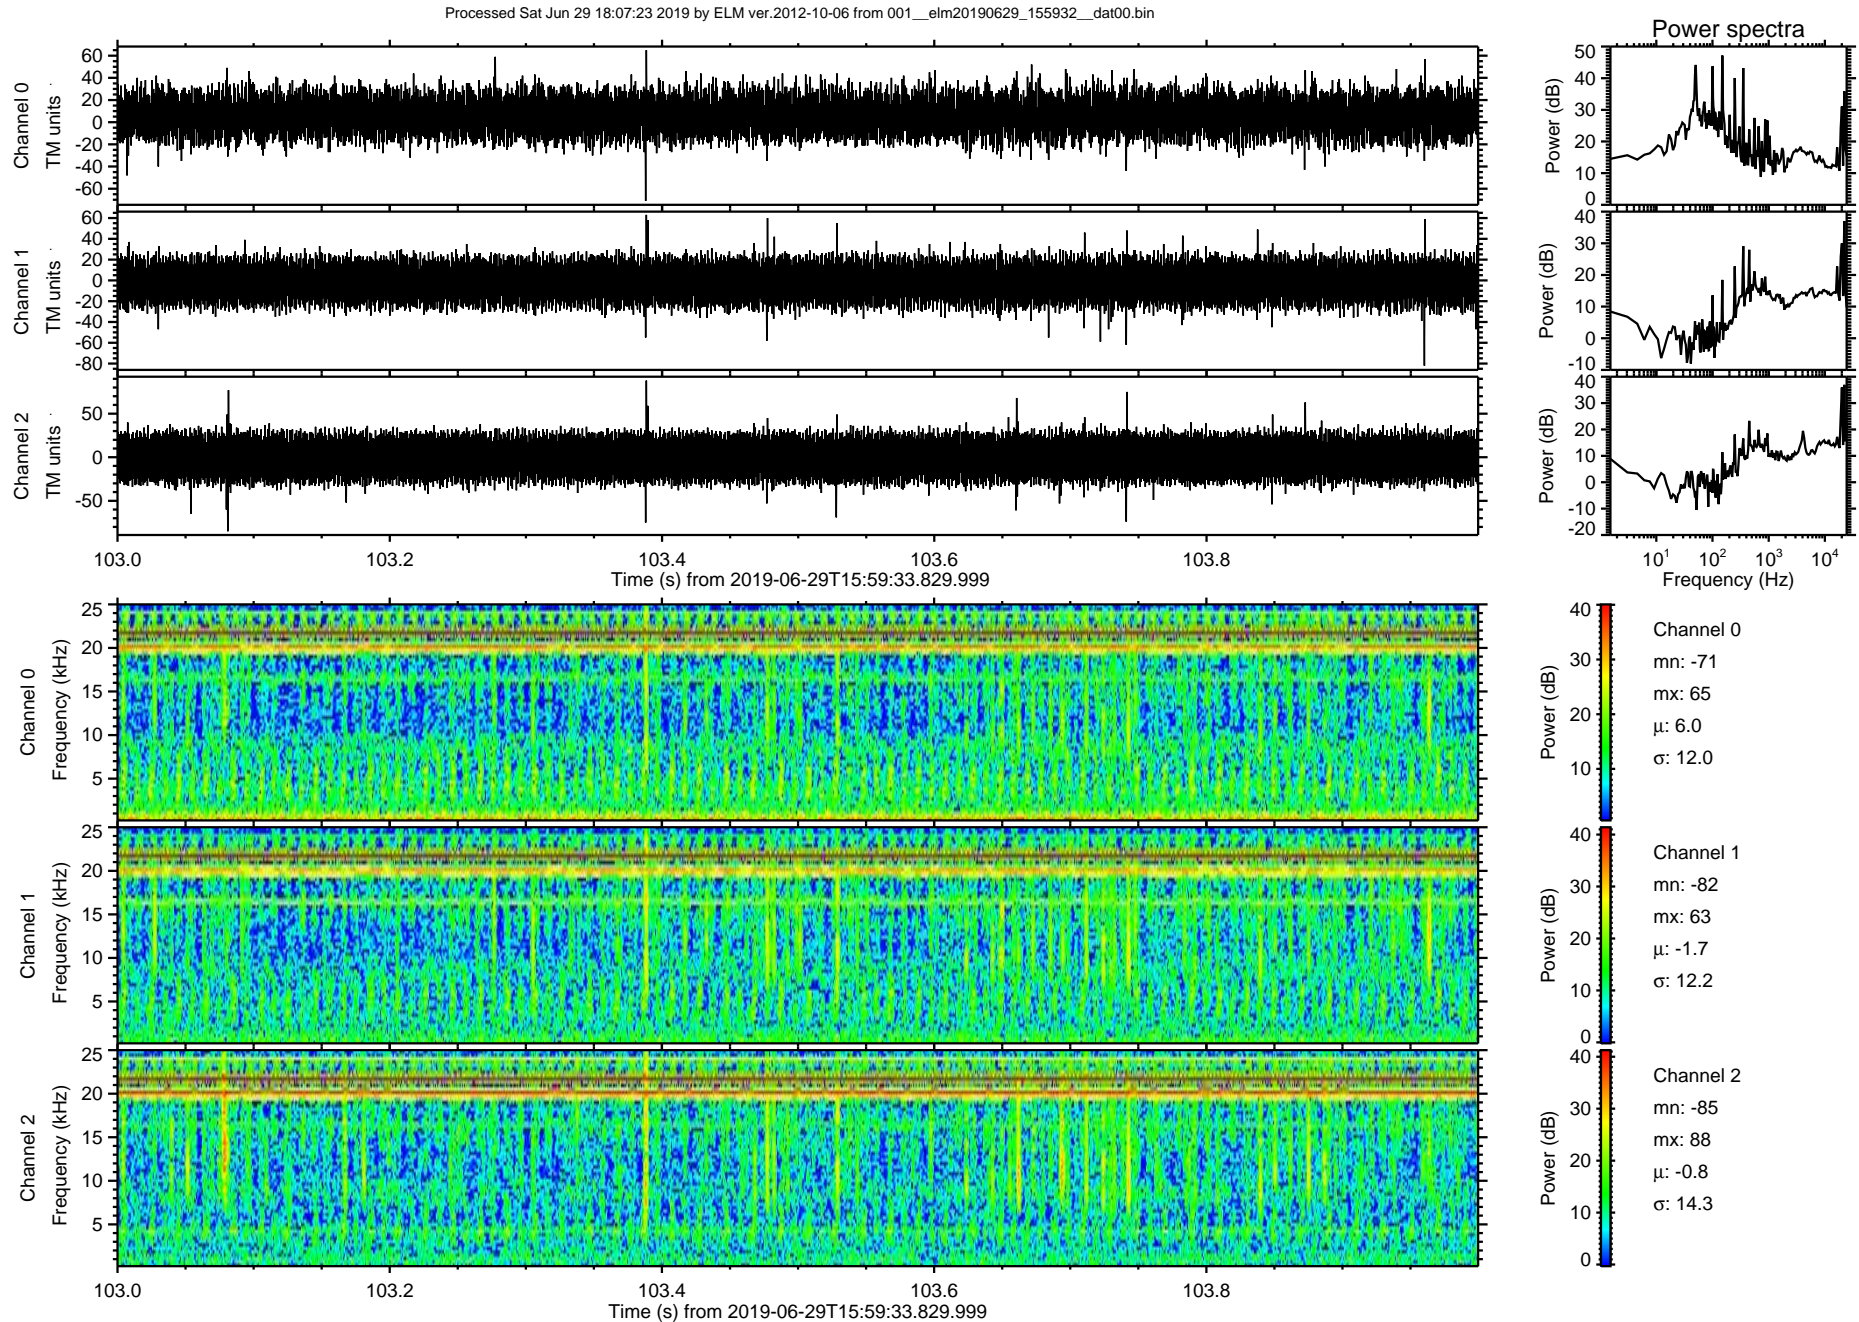 Processed Sat Jun 29 18:07:23 2019 by ELM ver.2012-10-06 from 001__elm20190629_155932__dat00.bin
Power spectra
Channel 0
TM units
60
40
20
0
-20
-40
-60
Power (dB)
50
40
30
20
10
0
Channel 1
TM units
60
40
20
0
-20
-40
-60
-80
Power (dB)
40
30
20
10
0
-10
Channel 2
TM units
50
0
-50
Power (dB)
40
30
20
10
0
-10
-20
103.0 103.2 103.4 103.6 103.8
Time (s) from 2019-06-29T15:59:33.829.999
10^1 10^2 10^3 10^4
Frequency (Hz)
Channel 0
Frequency (kHz)
25
20
15
10
5
Power (dB)
40
30
20
10
Channel 0
mn: -71
mx: 65
μ: 6.0
σ: 12.0
Channel 1
Frequency (kHz)
25
20
15
10
5
Power (dB)
40
30
20
10
0
Channel 1
mn: -82
mx: 63
μ: -1.7
σ: 12.2
Channel 2
Frequency (kHz)
25
20
15
10
5
Power (dB)
40
30
20
10
0
Channel 2
mn: -85
mx: 88
μ: -0.8
σ: 14.3
103.0 103.2 103.4 103.6 103.8
Time (s) from 2019-06-29T15:59:33.829.999